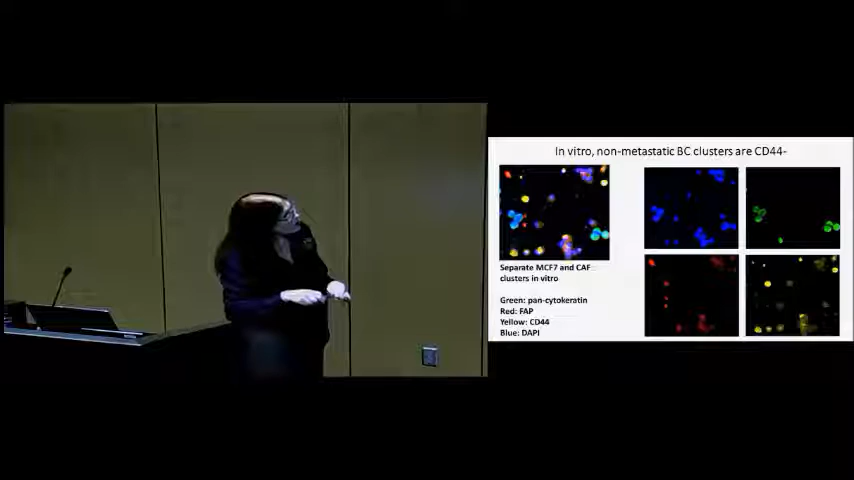 In vitro, non-metastatic BC clusters are CD44-
Separate MCF7 and CAF
clusters in vitro
Green: pan-cytokeratin
Red: FAP
Yellow: CD44
Blue: DAPI